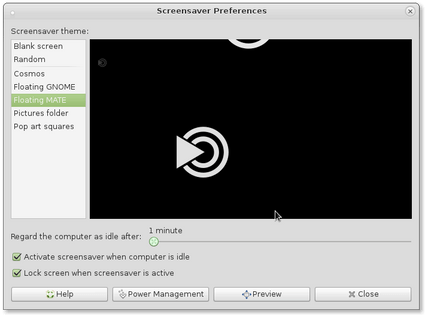 Screensaver Preferences
Screensaver theme:
Blank screen
Random
Cosmos
Floating GNOME
Floating MATE
Pictures folder
Pop art squares
1 minute
Regard the computer as idle after:
Activate screensaver when computer is idle
Lock screen when screensaver is active
Help Power Management Preview Close